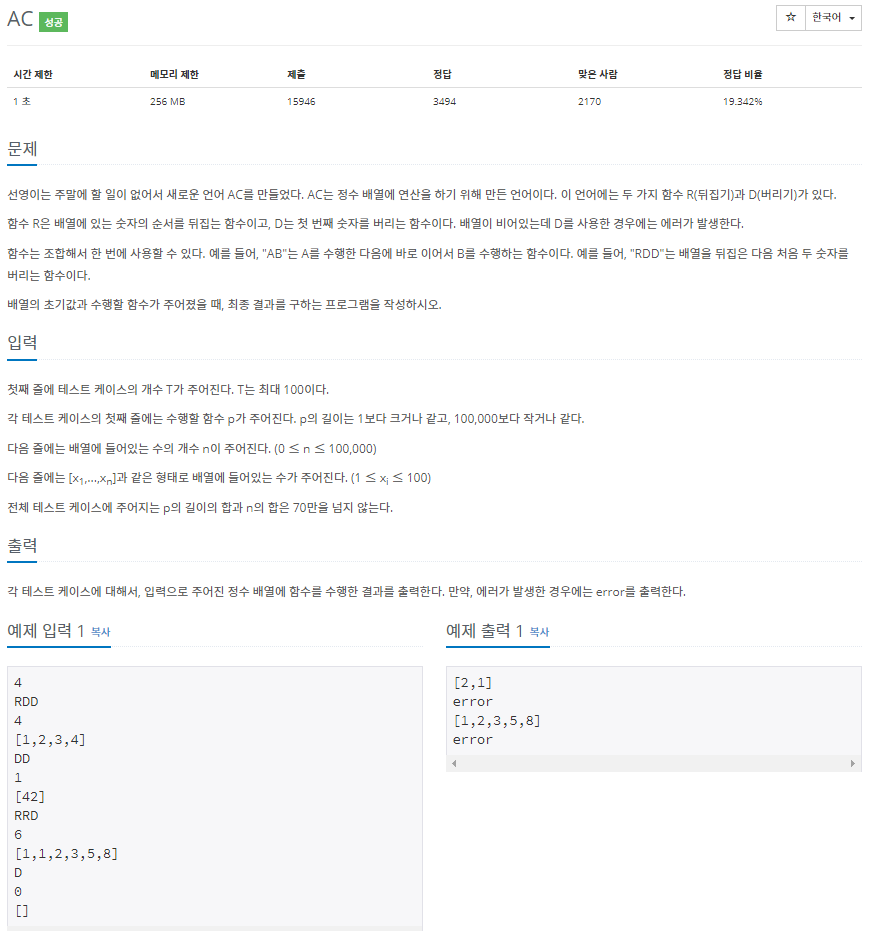 AC 성공
☆ 한국어
시간 제한 메모리 제한 제출 정답 맞은 사람 정답 비율
1 초 256 MB 15946 3494 2170 19.342%
문제
선영이는 주말에 할 일이 없어서 새로운 언어 AC를 만들었다. AC는 정수 배열에 연산을 하기 위해 만든 언어이다. 이 언어에는 두 가지 함수 R(뒤집기)과 D(버리기)가 있다.
함수 R은 배열에 있는 숫자의 순서를 뒤집는 함수이고, D는 첫 번째 숫자를 버리는 함수이다. 배열이 비어있는데 D를 사용한 경우에는 에러가 발생한다.
함수는 조합해서 한 번에 사용할 수 있다. 예를 들어, "AB"는 A를 수행한 다음에 바로 이어서 B를 수행하는 함수이다. 예를 들어, "RDD"는 배열을 뒤집은 다음 처음 두 숫자를
버리는 함수이다.
배열의 초기값과 수행할 함수가 주어졌을 때, 최종 결과를 구하는 프로그램을 작성하시오.
입력
첫째 줄에 테스트 케이스의 개수 T가 주어진다. T는 최대 100이다.
각 테스트 케이스의 첫째 줄에는 수행할 함수 p가 주어진다. p의 길이는 1보다 크거나 같고, 100,000보다 작거나 같다.
다음 줄에는 배열에 들어있는 수의 개수 n이 주어진다. (0 ≤ n ≤ 100,000)
다음 줄에는 [x1,...,xn]과 같은 형태로 배열에 들어있는 수가 주어진다. (1 ≤ xi ≤ 100)
전체 테스트 케이스에 주어지는 p의 길이의 합과 n의 합은 70만을 넘지 않는다.
출력
각 테스트 케이스에 대해서, 입력으로 주어진 정수 배열에 함수를 수행한 결과를 출력한다. 만약, 에러가 발생한 경우에는 error를 출력한다.
예제 입력 1 복사
4
RDD
4
[1,2,3,4]
DD
1
[42]
RRD
6
[1,1,2,3,5,8]
D
0
[]
예제 출력 1 복사
[2,1]
error
[1,2,3,5,8]
error